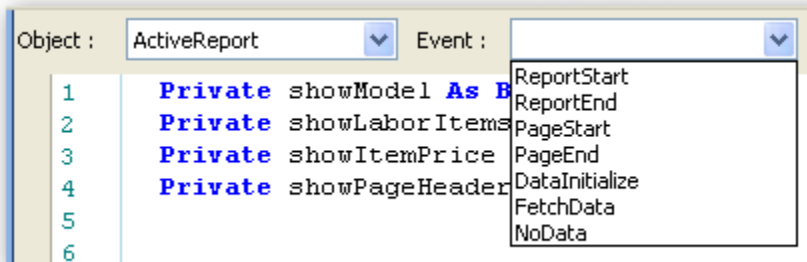 Object : ActiveReport Event :
ReportStart
ReportEnd
PageStart
PageEnd
DataInitialize
FetchData
NoData
1 Private showModel As B
2 Private showLaborItems
3 Private showItemPrice
4 Private showPageHeader
5
6